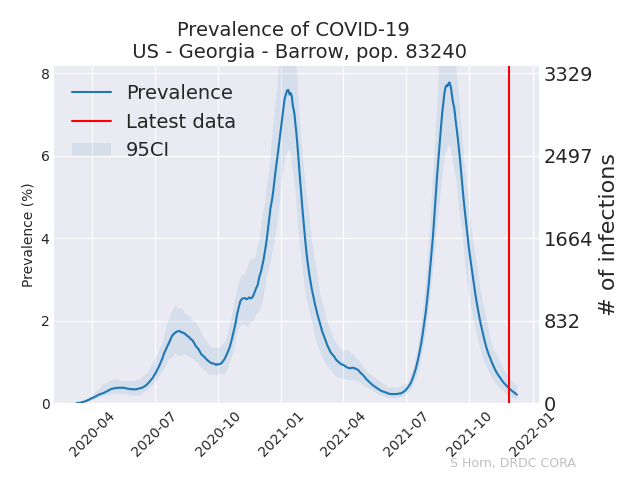 Prevalence of COVID-19
US - Georgia - Barrow, pop. 83240
Prevalence
Latest data
95CI
8
6
4
2
0
Prevalence (%)
3329
2497
1664
832
0
# of infections
2020-04
2020-07
2020-10
2021-01
2021-04
2021-07
2021-10
2022-01
S Horn, DRDC CORA